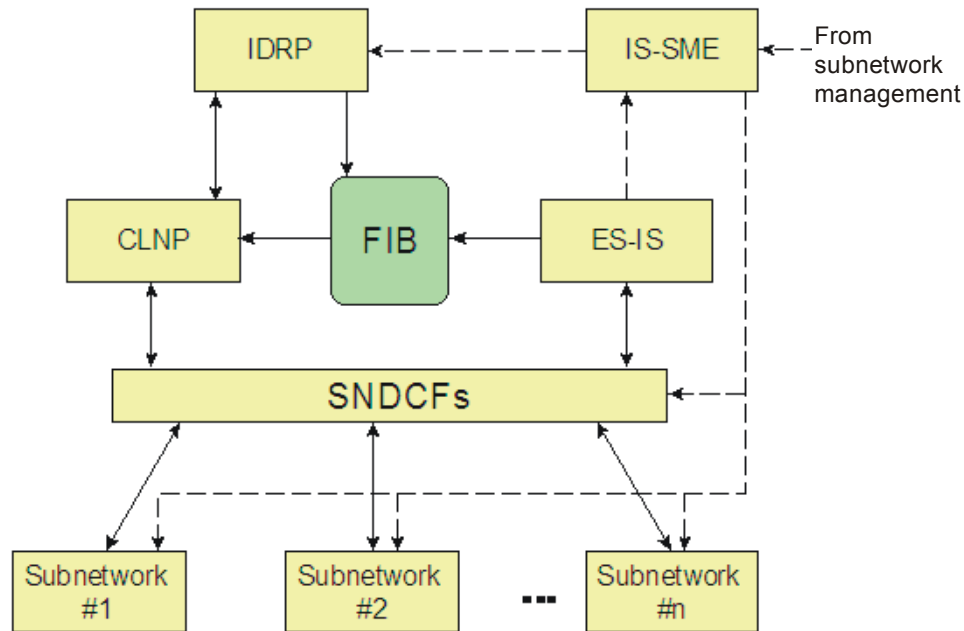 IDRP
IS-SME
From
subnetwork
management
CLNP
FIB
ES-IS
SNDCFs
Subnetwork
#1
Subnetwork
#2
Subnetwork
#n